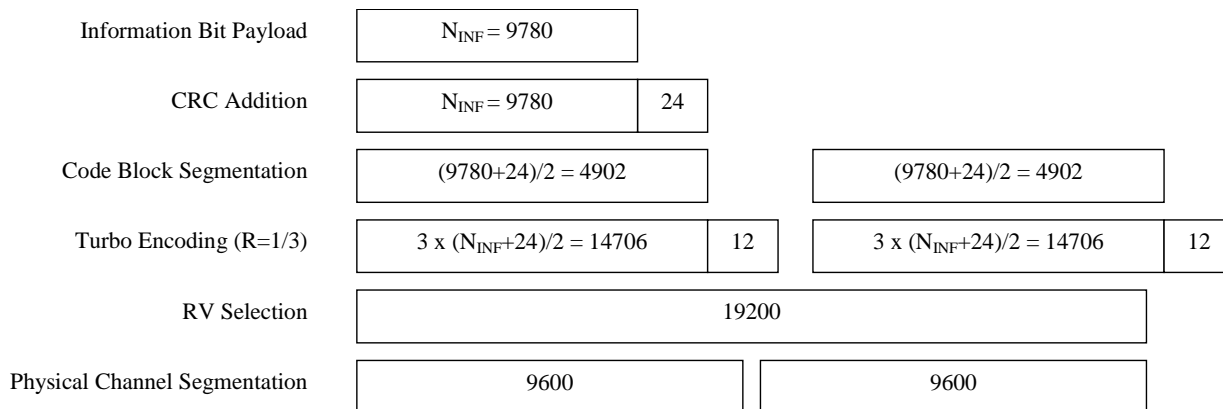 Information Bit Payload N_INF = 9780
CRC Addition N_INF = 9780 24
Code Block Segmentation (9780+24)/2 = 4902 (9780+24)/2 = 4902
Turbo Encoding (R=1/3) 3 x (N_INF+24)/2 = 14706 12 3 x (N_INF+24)/2 = 14706 12
RV Selection 19200
Physical Channel Segmentation 9600 9600